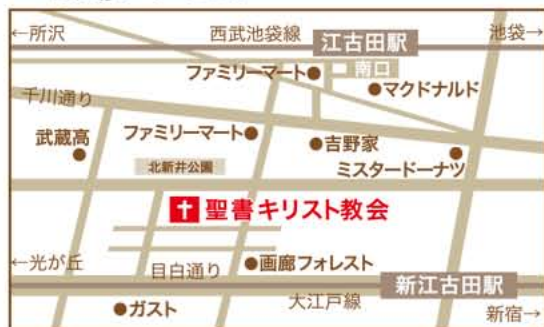 ←所沢
西武池袋線
江古田駅
池袋→
ファミリーマート
南口
マクドナルド
千川通り
武蔵高
ファミリーマート
吉野家
ミスタードーナツ
北新井公園
聖書キリスト教会
←光が丘
目白通り
画廊フォレスト
新江古田駅
ガスト
大江戸線
新宿→